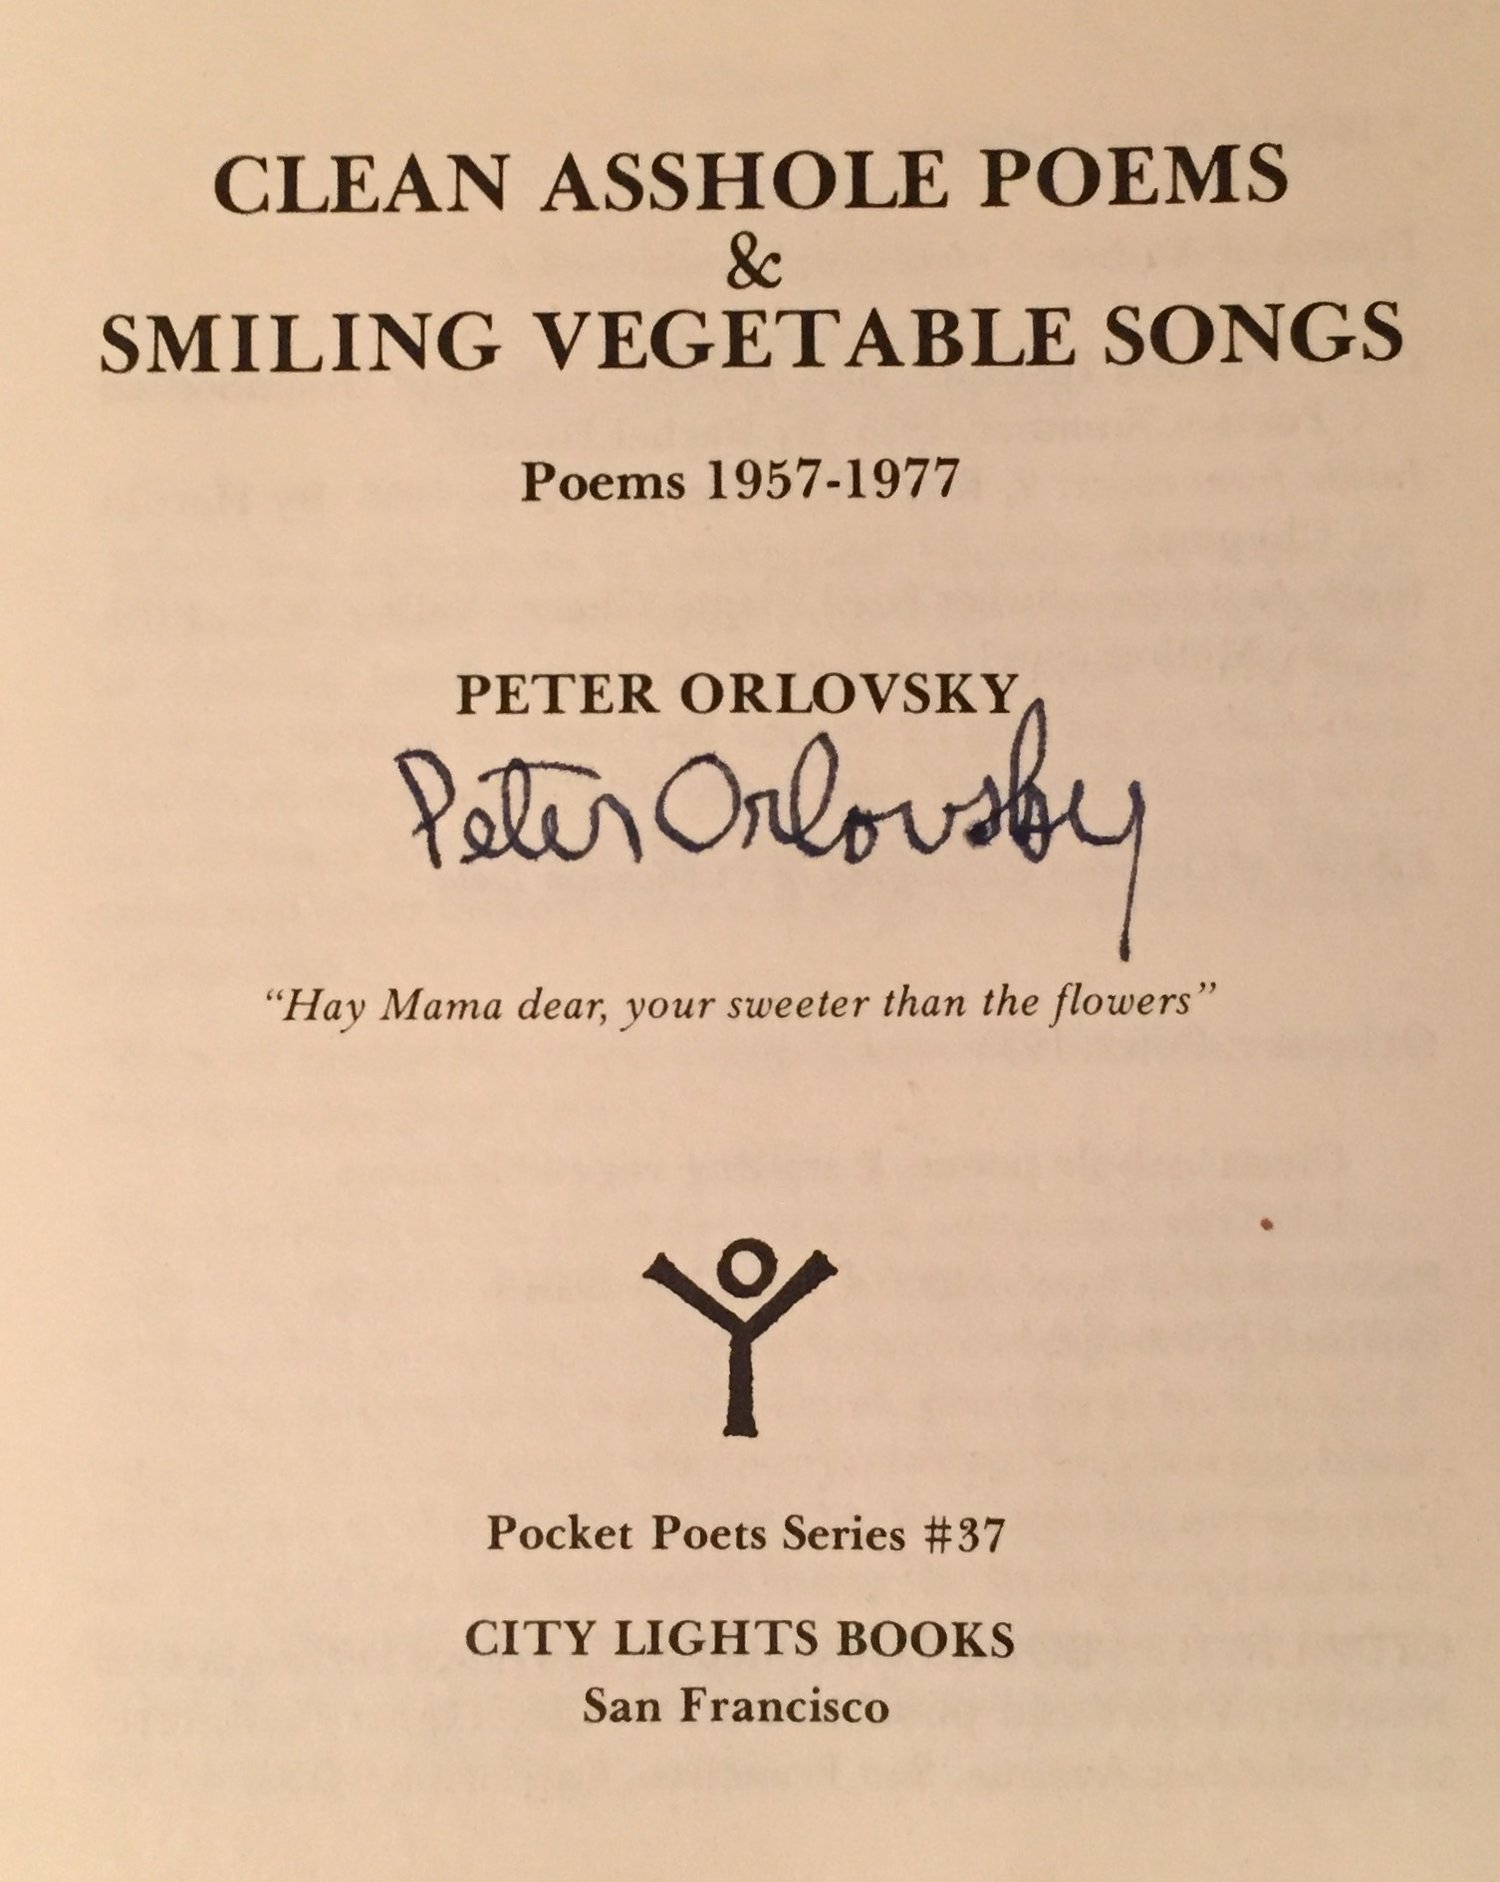 CLEAN ASSHOLE POEMS
&
SMILING VEGETABLE SONGS
Poems 1957-1977
PETER ORLOVSKY
Peter Orlovsky
“Hay Mama dear, your sweeter than the flowers”
Pocket Poets Series #37
CITY LIGHTS BOOKS
San Francisco